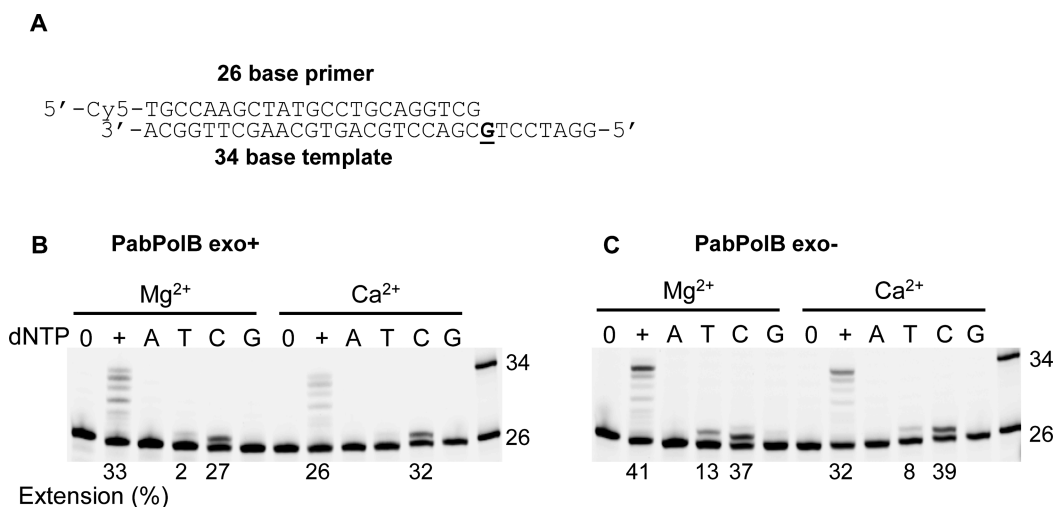 A
26 base primer
5′-Cy5-TGCCAAGCTATGCCTGCAGGTCG
3′-ACGGTTCGAACGTGACGTCCAGCGTCCTAGG-5′
34 base template
B PabPolB exo+
Mg2+ Ca2+
dNTP 0 + A T C G 0 + A T C G
34
26
33 2 27 26 32
Extension (%)
C PabPolB exo-
Mg2+ Ca2+
0 + A T C G 0 + A T C G
34
26
41 13 37 32 8 39